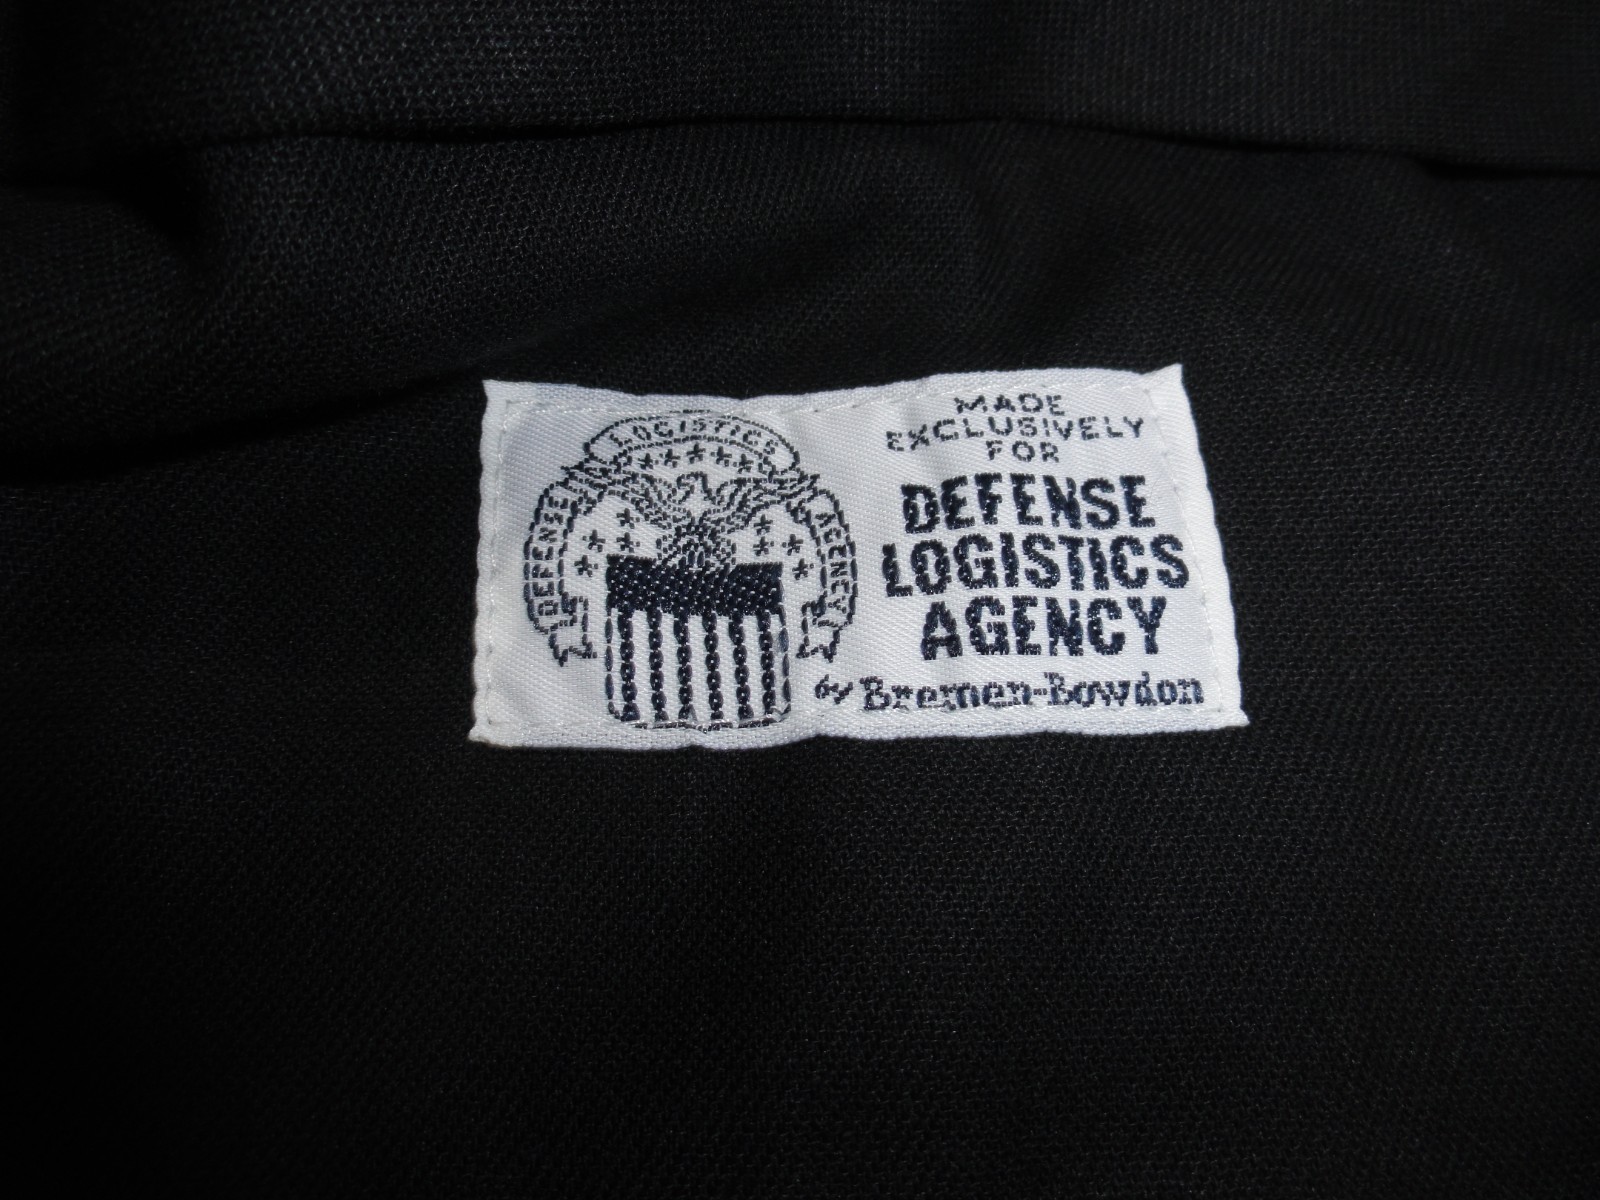 DEFENSE LOGISTICS AGENCY
MADE
EXCLUSIVELY
FOR
DEFENSE
LOGISTICS
AGENCY
by Bremen-Bowdon